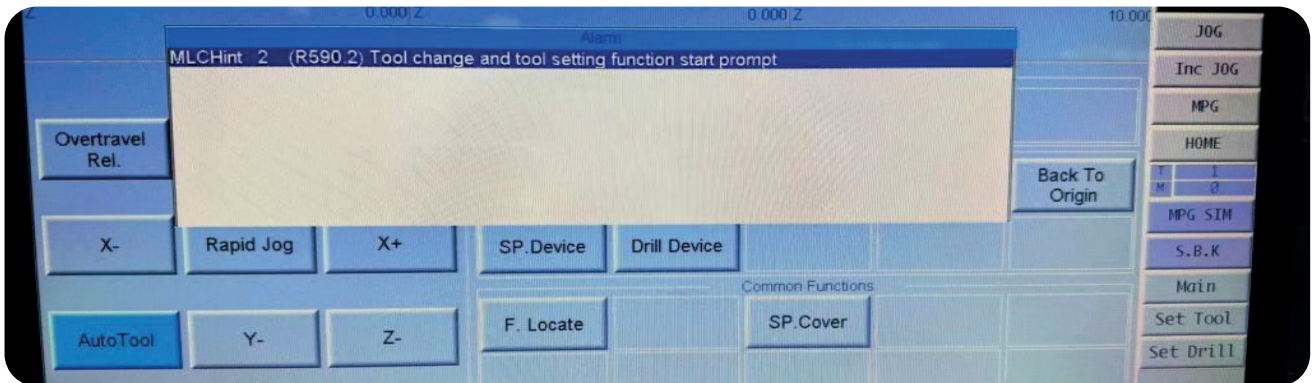 Z
0.000 Z
0.000 Z
10.000
Alarm
MLCHint 2 (R590.2) Tool change and tool setting function start prompt
Overtravel
Rel.
Back To
Origin
X-
Rapid Jog
X+
SP.Device
Drill Device
Common Functions
AutoTool
Y-
Z-
F. Locate
SP.Cover
JOG
Inc JOG
MPG
HOME
T 1
M 0
MPG SIM
S.B.K
Main
Set Tool
Set Drill